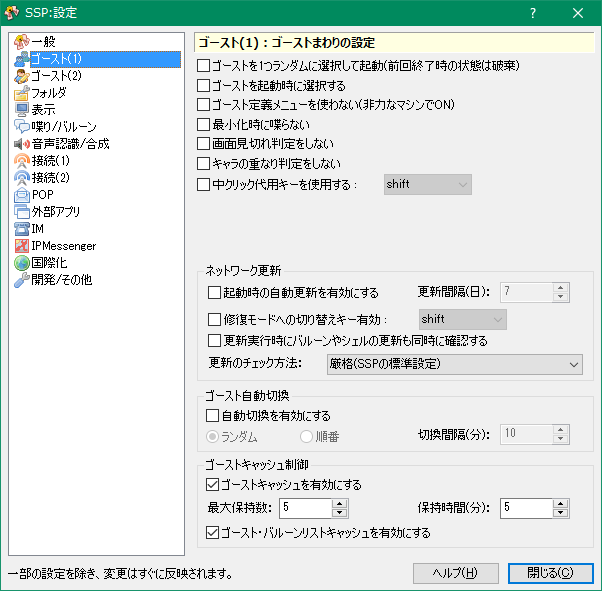 SSP:設定
一般
ゴースト(1)
ゴースト(2)
フォルダ
表示
喋り/バルーン
音声認識/合成
接続(1)
接続(2)
POP
外部アプリ
IM
IPMessenger
国際化
開発/その他
ゴースト(1) : ゴーストまわりの設定
ゴーストを1つランダムに選択して起動(前回終了時の状態は破棄)
ゴーストを起動時に選択する
ゴースト定義メニューを使わない(非力なマシンでON)
最小化時に喋らない
画面見切れ判定をしない
キャラの重なり判定をしない
中クリック代用キーを使用する : shift
ネットワーク更新
起動時の自動更新を有効にする 更新間隔(日): 7
修復モードへの切り替えキー有効 : shift
更新実行時にバルーンやシェルの更新も同時に確認する
更新のチェック方法: 厳格(SSPの標準設定)
ゴースト自動切換
自動切換を有効にする
ランダム 順番 切換間隔(分): 10
ゴーストキャッシュ制御
ゴーストキャッシュを有効にする
最大保持数: 5 保持時間(分): 5
ゴースト・バルーンリストキャッシュを有効にする
一部の設定を除き、変更はすぐに反映されます。
ヘルプ(H) 閉じる(C)